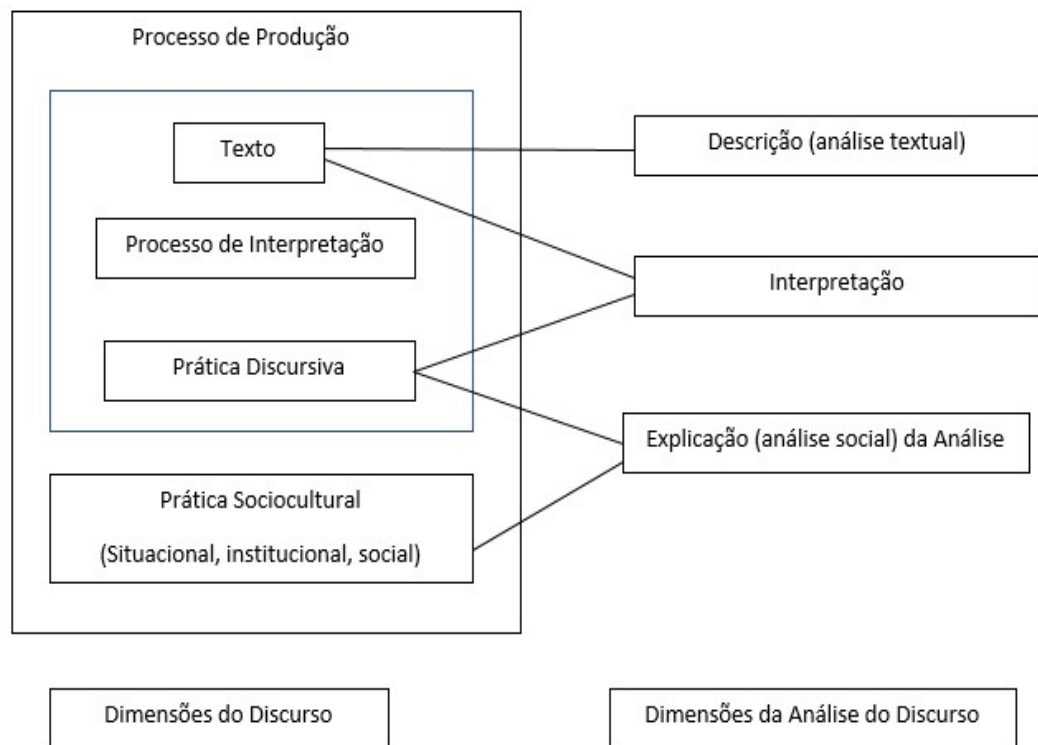 Processo de Produção
Texto
Processo de Interpretação
Prática Discursiva
Prática Sociocultural
(Situacional, institucional, social)
Descrição (análise textual)
Interpretação
Explicação (análise social) da Análise
Dimensões do Discurso
Dimensões da Análise do Discurso